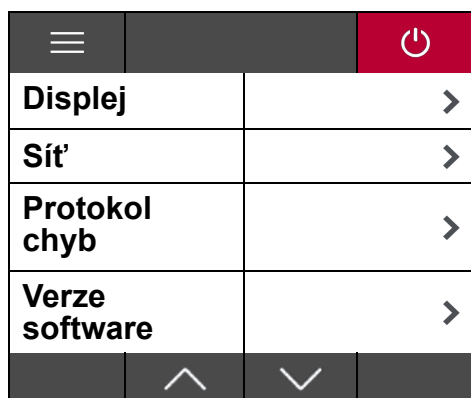 Displej
Síť
Protokol
chyb
Verze
software